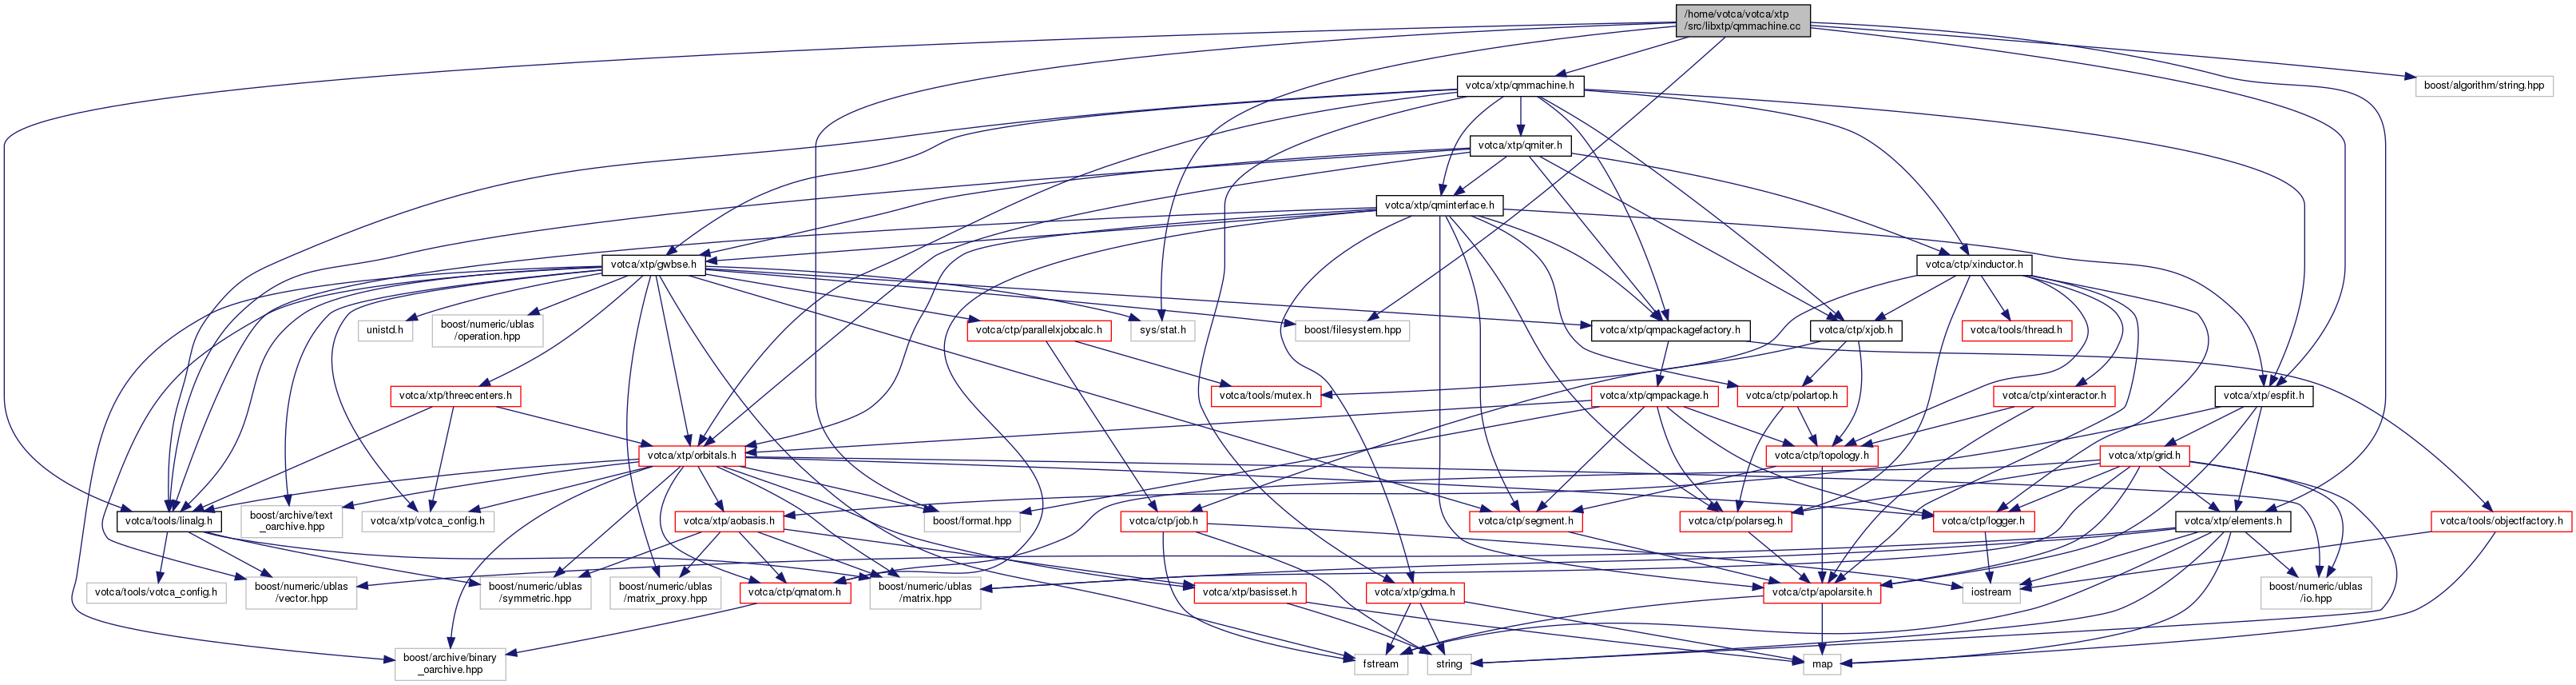 /home/votca/votca/xtp
/src/libxtp/qmmachine.cc
votca/xtp/qmmachine.h
boost/algorithm/string.hpp
votca/xtp/qmiter.h
votca/xtp/qminterface.h
votca/xtp/gwbse.h
votca/ctp/xinductor.h
unistd.h
boost/numeric/ublas
/operation.hpp
votca/ctp/parallelxjobcalc.h
sys/stat.h
boost/filesystem.hpp
votca/xtp/qmpackagefactory.h
votca/ctp/xjob.h
votca/tools/thread.h
votca/xtp/threecenters.h
votca/tools/mutex.h
votca/xtp/qmpackage.h
votca/ctp/polartop.h
votca/ctp/xinteractor.h
votca/xtp/espfit.h
votca/xtp/orbitals.h
votca/ctp/topology.h
votca/xtp/grid.h
votca/tools/linalg.h
boost/archive/text
_oarchive.hpp
votca/xtp/votca_config.h
votca/xtp/aobasis.h
boost/format.hpp
votca/ctp/job.h
votca/ctp/segment.h
votca/ctp/polarseg.h
votca/ctp/logger.h
votca/xtp/elements.h
votca/tools/objectfactory.h
votca/tools/votca_config.h
boost/numeric/ublas
/vector.hpp
boost/numeric/ublas
/symmetric.hpp
boost/numeric/ublas
/matrix_proxy.hpp
votca/ctp/qmatom.h
boost/numeric/ublas
/matrix.hpp
votca/xtp/basisset.h
votca/xtp/gdma.h
votca/ctp/apolarsite.h
iostream
boost/numeric/ublas
/io.hpp
boost/archive/binary
_oarchive.hpp
fstream
string
map